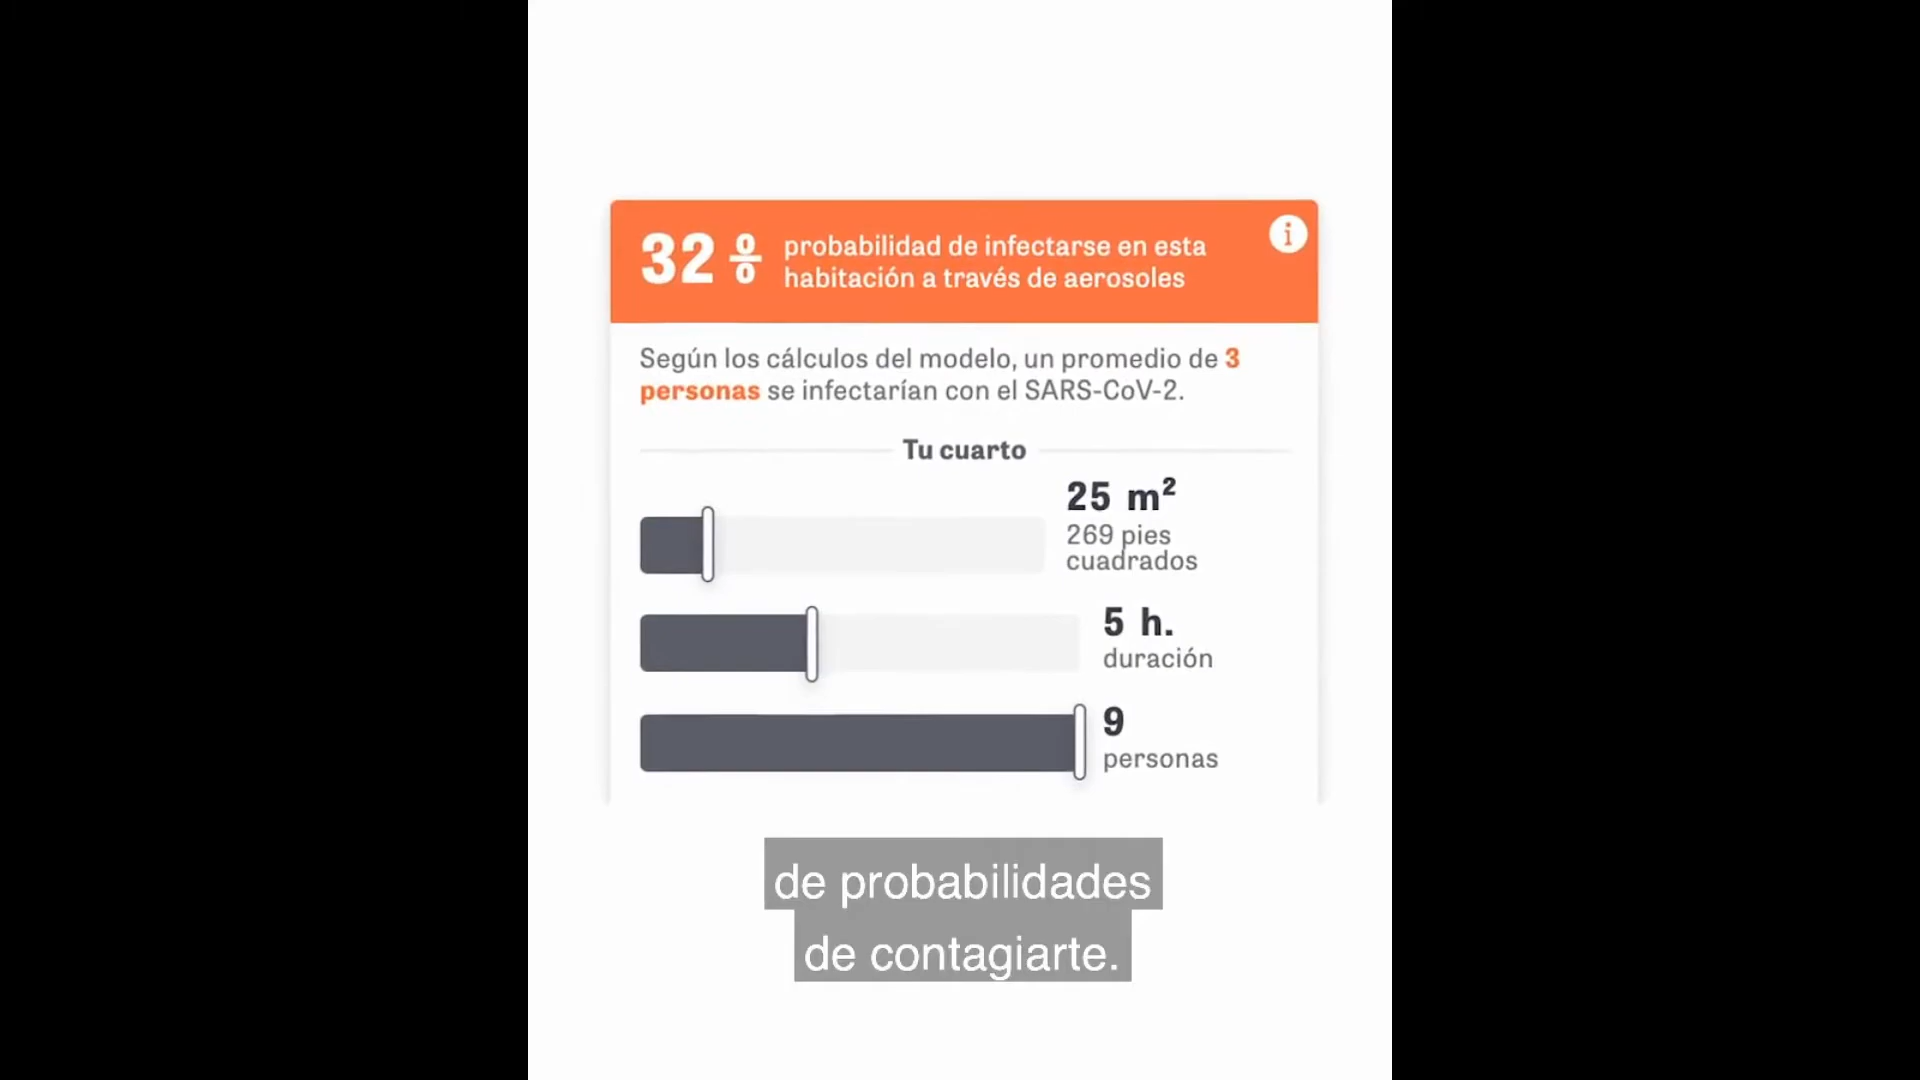 32 %
probabilidad de infectarse en esta
habitación a través de aerosoles
i
Según los cálculos del modelo, un promedio de 3
personas se infectarían con el SARS-CoV-2.
Tu cuarto
25 m²
269 pies
cuadrados
5 h.
duración
9
personas
de probabilidades
de contagiarte.